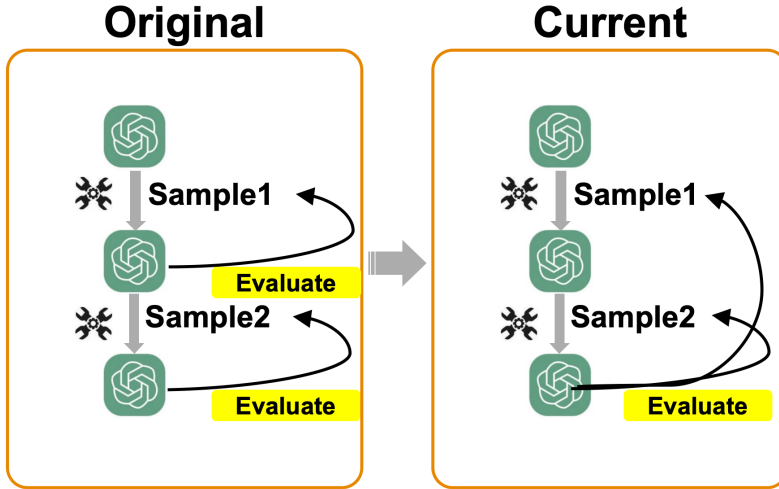 Original
Current
Sample1
Evaluate
Sample2
Evaluate
Sample1
Sample2
Evaluate